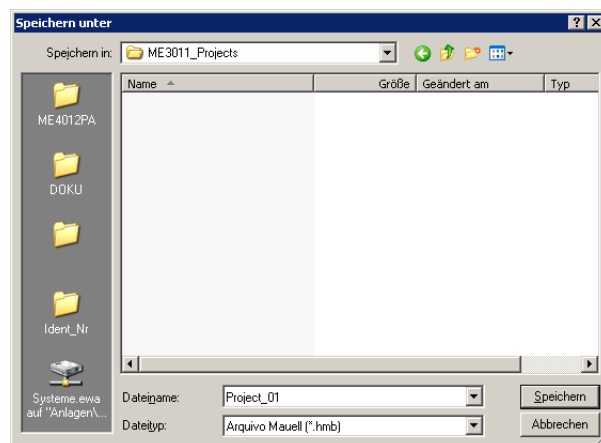 Speichern unter
Speichern in:
ME3011_Projects
Name
Größe
Geändert am
Typ
ME4012PA
DOKU
Ident_Nr
Systeme.ewa
auf "Anlagen\...
Dateiname:
Project_01
Speichern
Dateityp:
Arquivo Mauell (*.hmb)
Abbrechen